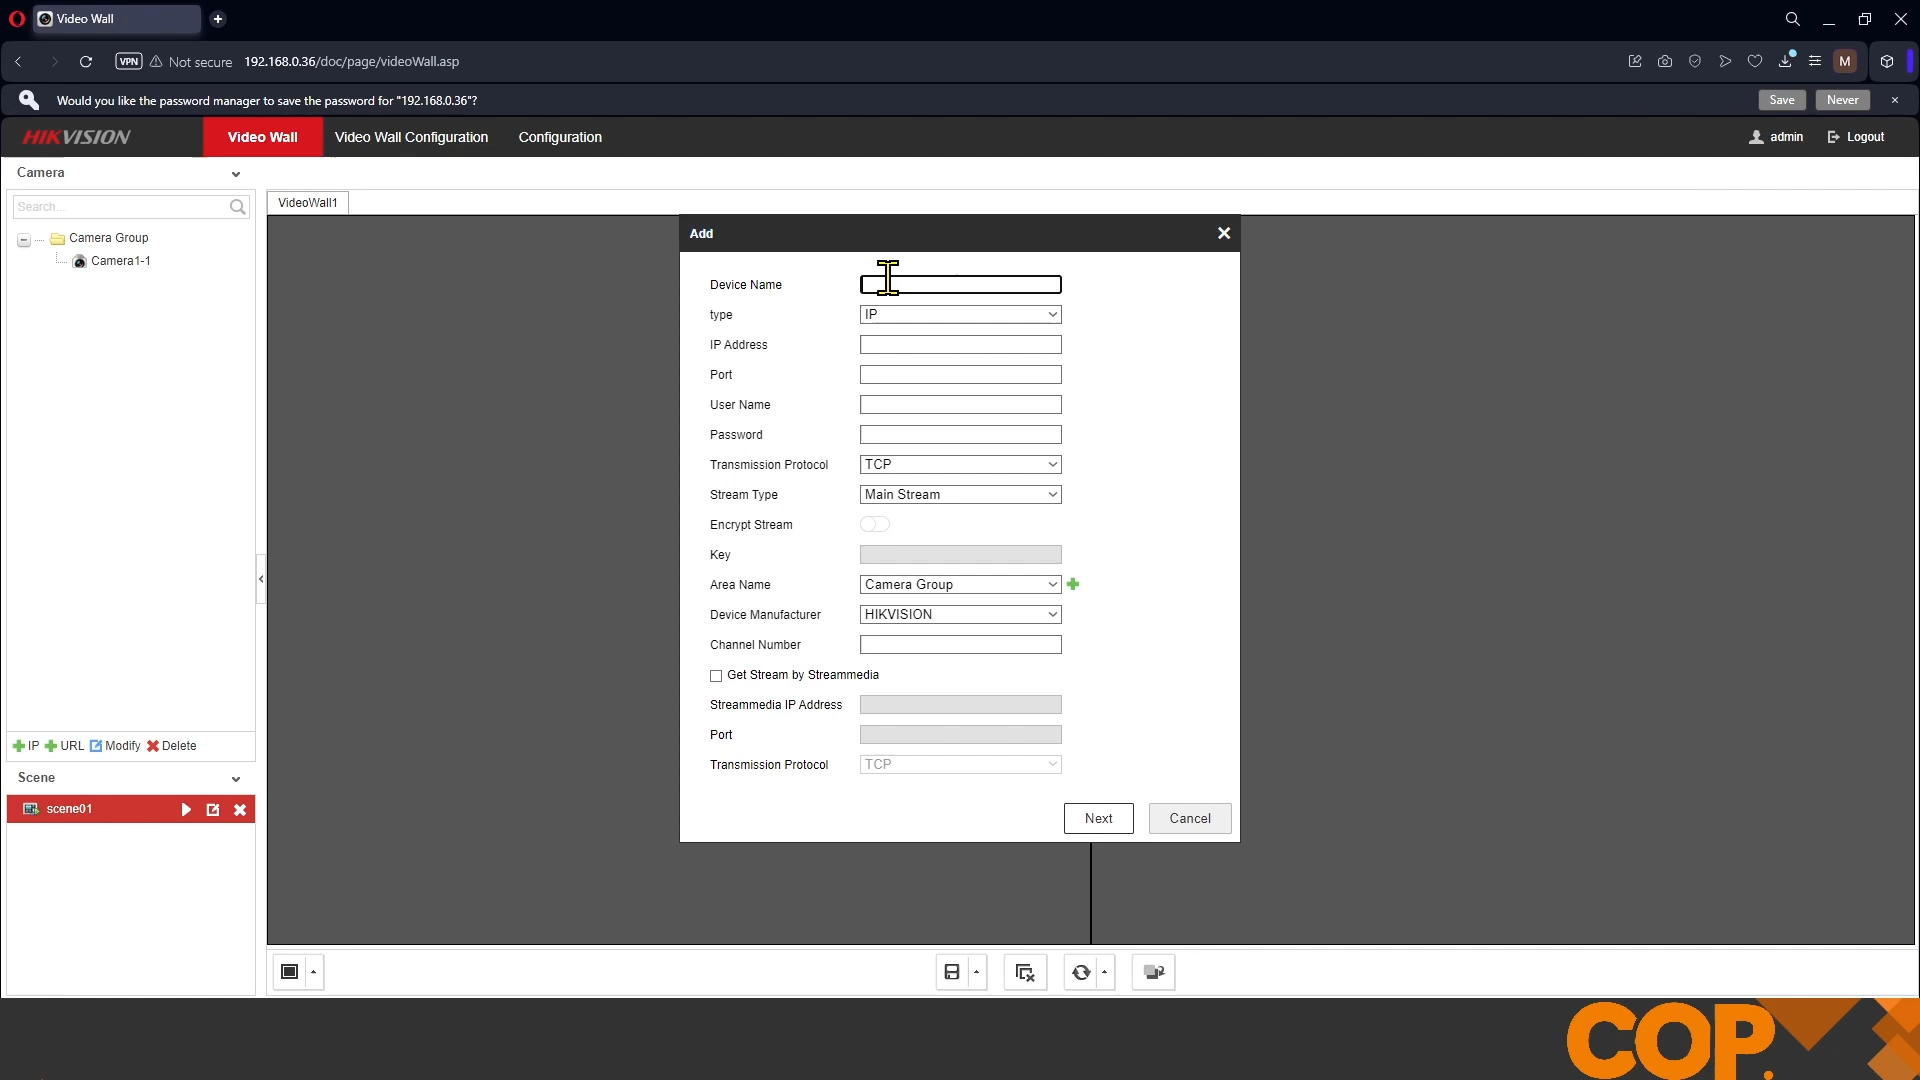 Video Wall
VPN
Not secure
192.168.0.36/doc/page/videoWall.asp
M
Would you like the password manager to save the password for "192.168.0.36"?
Save
Never
HIKVISION
Video Wall
Video Wall Configuration
Configuration
admin
Logout
Camera
Search...
Camera Group
Camera1-1
VideoWall1
Add
Device Name
type
IP
IP Address
Port
User Name
Password
Transmission Protocol
TCP
Stream Type
Main Stream
Encrypt Stream
Key
Area Name
Camera Group
Device Manufacturer
HIKVISION
Channel Number
Get Stream by Streammedia
Streammedia IP Address
Port
Transmission Protocol
TCP
Next
Cancel
IP
URL
Modify
Delete
Scene
scene01
COP.